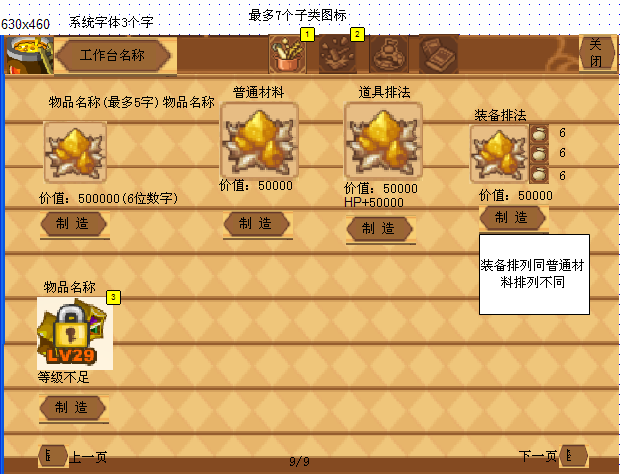 最多7个子类图标
630x460
系统字体3个字
1
2
工作台名称
关闭
普通材料
道具排法
物品名称(最多5字)
物品名称
装备排法
6
6
6
价值: 500000(6位数字)
价值: 50000
价值: 50000
HP+50000
价值: 50000
制 造
制 造
制 造
制 造
装备排列同普通材
料排列不同
物品名称
3
LV29
等级不足
制 造
上一页
9/9
下一页